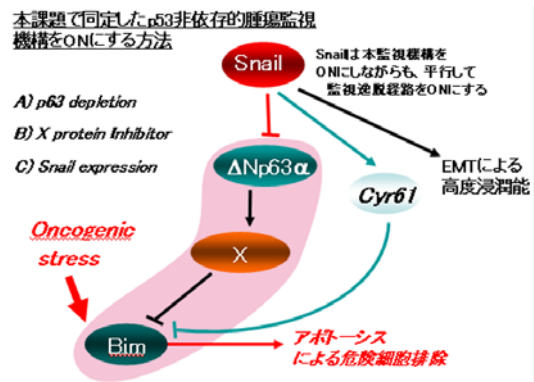 本課題で同定したp53非依存的腫瘍監視
機構をONにする方法
Snail
Snailは本監視機構を
ONにしながらも、平行して
監視逸脱経路をONにする
A) p63 depletion
B) X protein Inhibitor
C) Snail expression
ΔNp63α
EMTによる
高度浸潤能
Cyr61
Oncogenic
stress
X
Bim
アポトーシス
による危険細胞排除